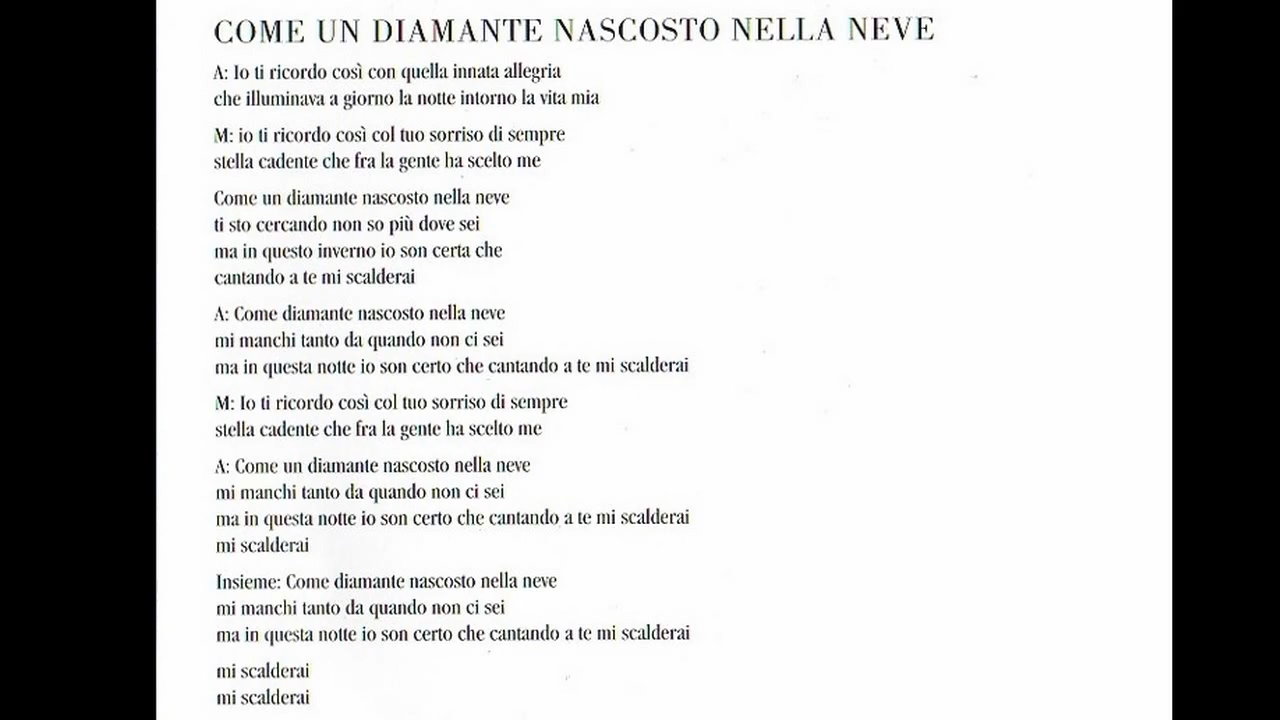 COME UN DIAMANTE NASCOSTO NELLA NEVE
A: Io ti ricordo così con quella innata allegria
che illuminava a giorno la notte intorno la vita mia
M: io ti ricordo così col tuo sorriso di sempre
stella cadente che fra la gente ha scelto me
Come un diamante nascosto nella neve
ti sto cercando non so più dove sei
ma in questo inverno io son certa che
cantando a te mi scalderai
A: Come diamante nascosto nella neve
mi manchi tanto da quando non ci sei
ma in questa notte io son certo che cantando a te mi scalderai
M: Io ti ricordo così col tuo sorriso di sempre
stella cadente che fra la gente ha scelto me
A: Come un diamante nascosto nella neve
mi manchi tanto da quando non ci sei
ma in questa notte io son certo che cantando a te mi scalderai
mi scalderai
Insieme: Come diamante nascosto nella neve
mi manchi tanto da quando non ci sei
ma in questa notte io son certo che cantando a te mi scalderai
mi scalderai
mi scalderai